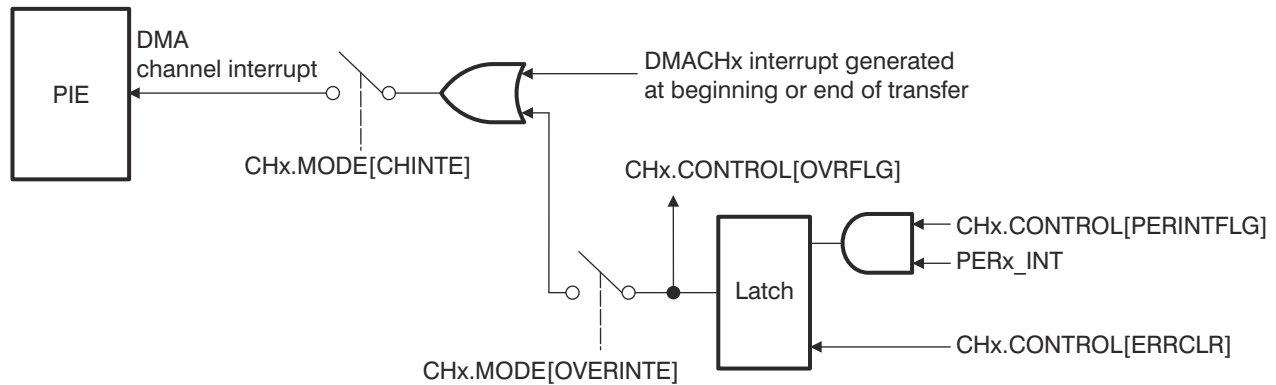 DMA
channel interrupt
PIE
DMACHx interrupt generated
at beginning or end of transfer
CHx.MODE[CHINTE]
CHx.CONTROL[OVRFLG]
CHx.CONTROL[PERINTFLG]
PERx_INT
Latch
CHx.CONTROL[ERRCLR]
CHx.MODE[OVERINTE]